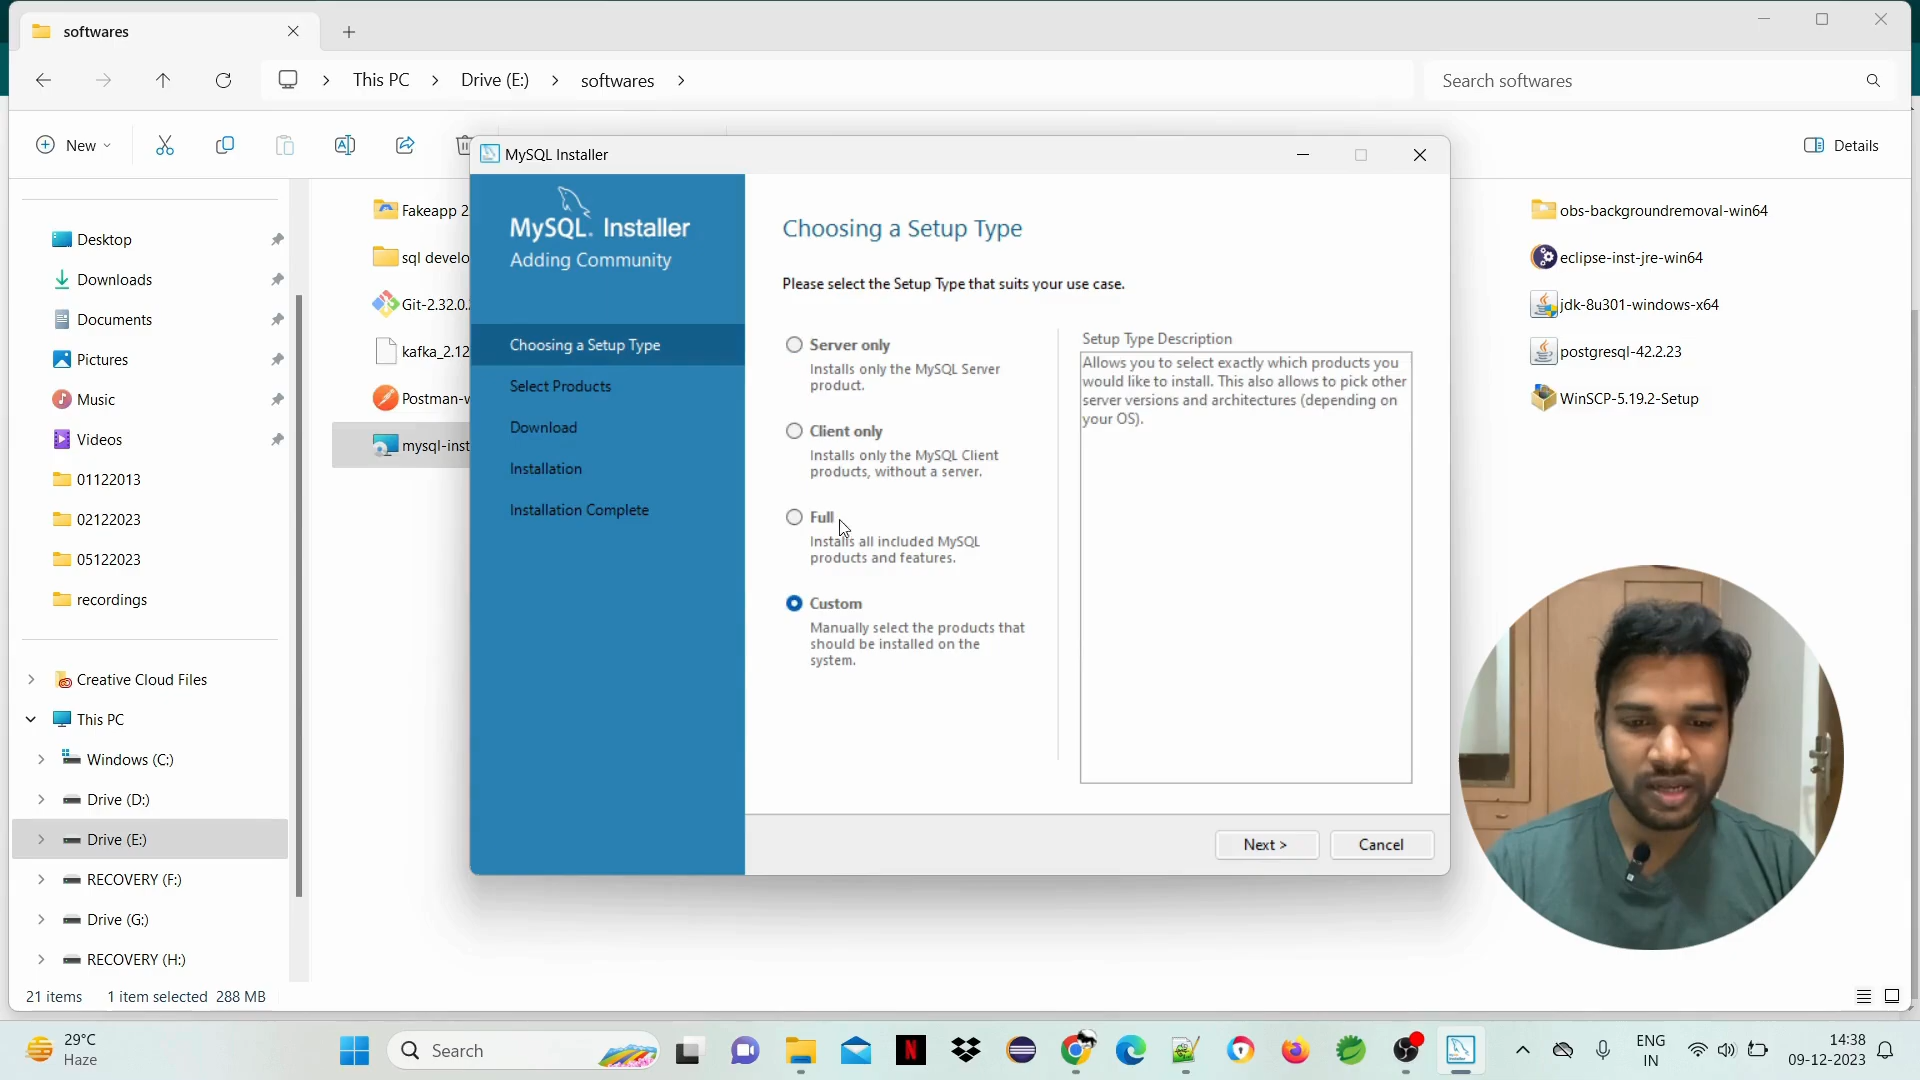 softwares
This PC
Drive (E:)
softwares
Search softwares
New
Details
MySQL Installer
MySQL. Installer
Adding Community
Choosing a Setup Type
Select Products
Download
Installation
Installation Complete
Choosing a Setup Type
Please select the Setup Type that suits your use case.
Server only
Installs only the MySQL Server
product.
Client only
Installs only the MySQL Client
products, without a server.
Full
Installs all included MySQL
products and features.
Custom
Manually select the products that
should be installed on the
system.
Setup Type Description
Allows you to select exactly which products you
would like to install. This also allows to pick other
server versions and architectures (depending on
your OS).
Next >
Cancel
Desktop
Downloads
Documents
Pictures
Music
Videos
01122013
02122023
05122023
recordings
Creative Cloud Files
This PC
Windows (C:)
Drive (D:)
Drive (E:)
RECOVERY (F:)
Drive (G:)
RECOVERY (H:)
Fakeapp 2
sql develo
Git-2.32.0.
kafka_2.12
Postman-w
mysql-inst
obs-backgroundremoval-win64
eclipse-inst-jre-win64
jdk-8u301-windows-x64
postgresql-42.2.23
WinSCP-5.19.2-Setup
21 items
1 item selected 288 MB
29°C
Haze
Search
N
ENG
IN
14:38
09-12-2023